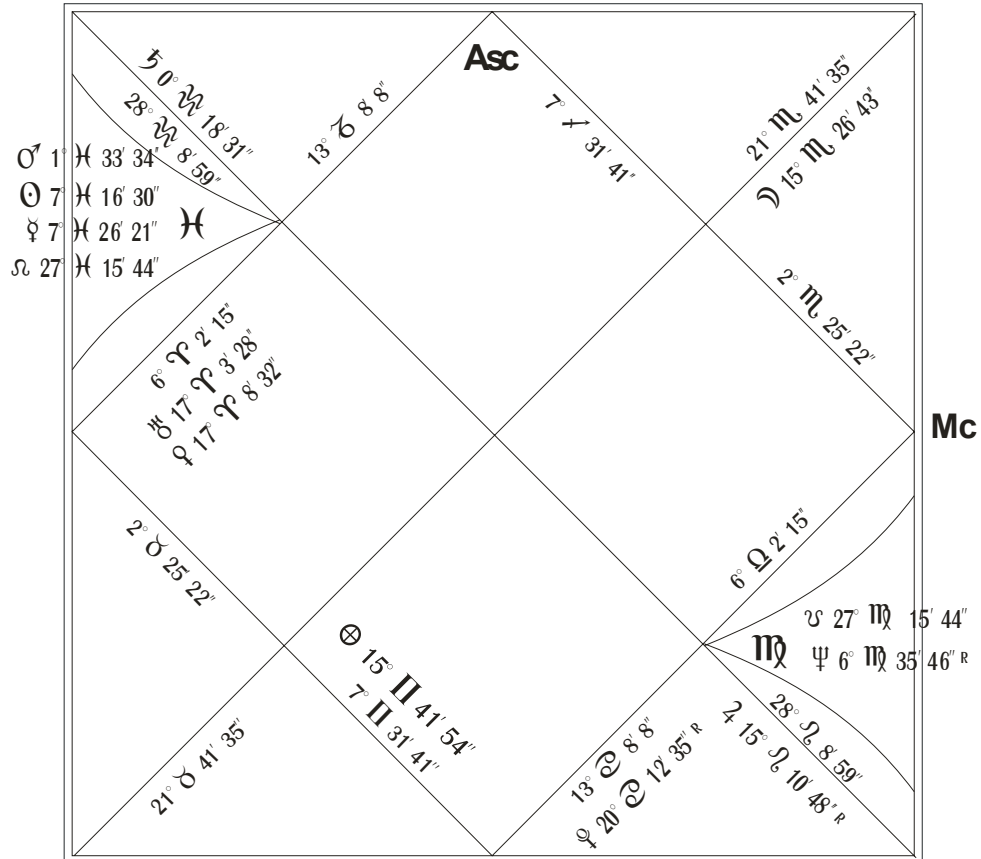 Asc
♄ 0° ♒ 18' 31"
28° ♒ 8' 59"
13° ♑ 8' 8"
7° ♐ 31' 41"
21° ♏ 41' 35"
☽ 15° ♏ 26' 43"
♂ 1° ♓ 33' 34"
☉ 7° ♓ 16' 30"
☿ 7° ♓ 26' 21"
☊ 27° ♓ 15' 44"
♓
2° ♏ 25' 22"
6° ♈ 2' 15"
♅ 17° ♈ 3' 28"
♀ 17° ♈ 8' 32"
Mc
2° ♉ 25' 22"
6° ♎ 2' 15"
☋ 27° ♍ 15' 44"
♍ ♆ 6° ♍ 35' 46" R
⊗ 15° ♊ 41' 54"
7° ♊ 31' 41"
21° ♉ 41' 35"
13° ♋ 8' 8"
♇ 20° ♋ 12' 35" R
28° ♌ 8' 59"
♃ 15° ♌ 10' 48" R